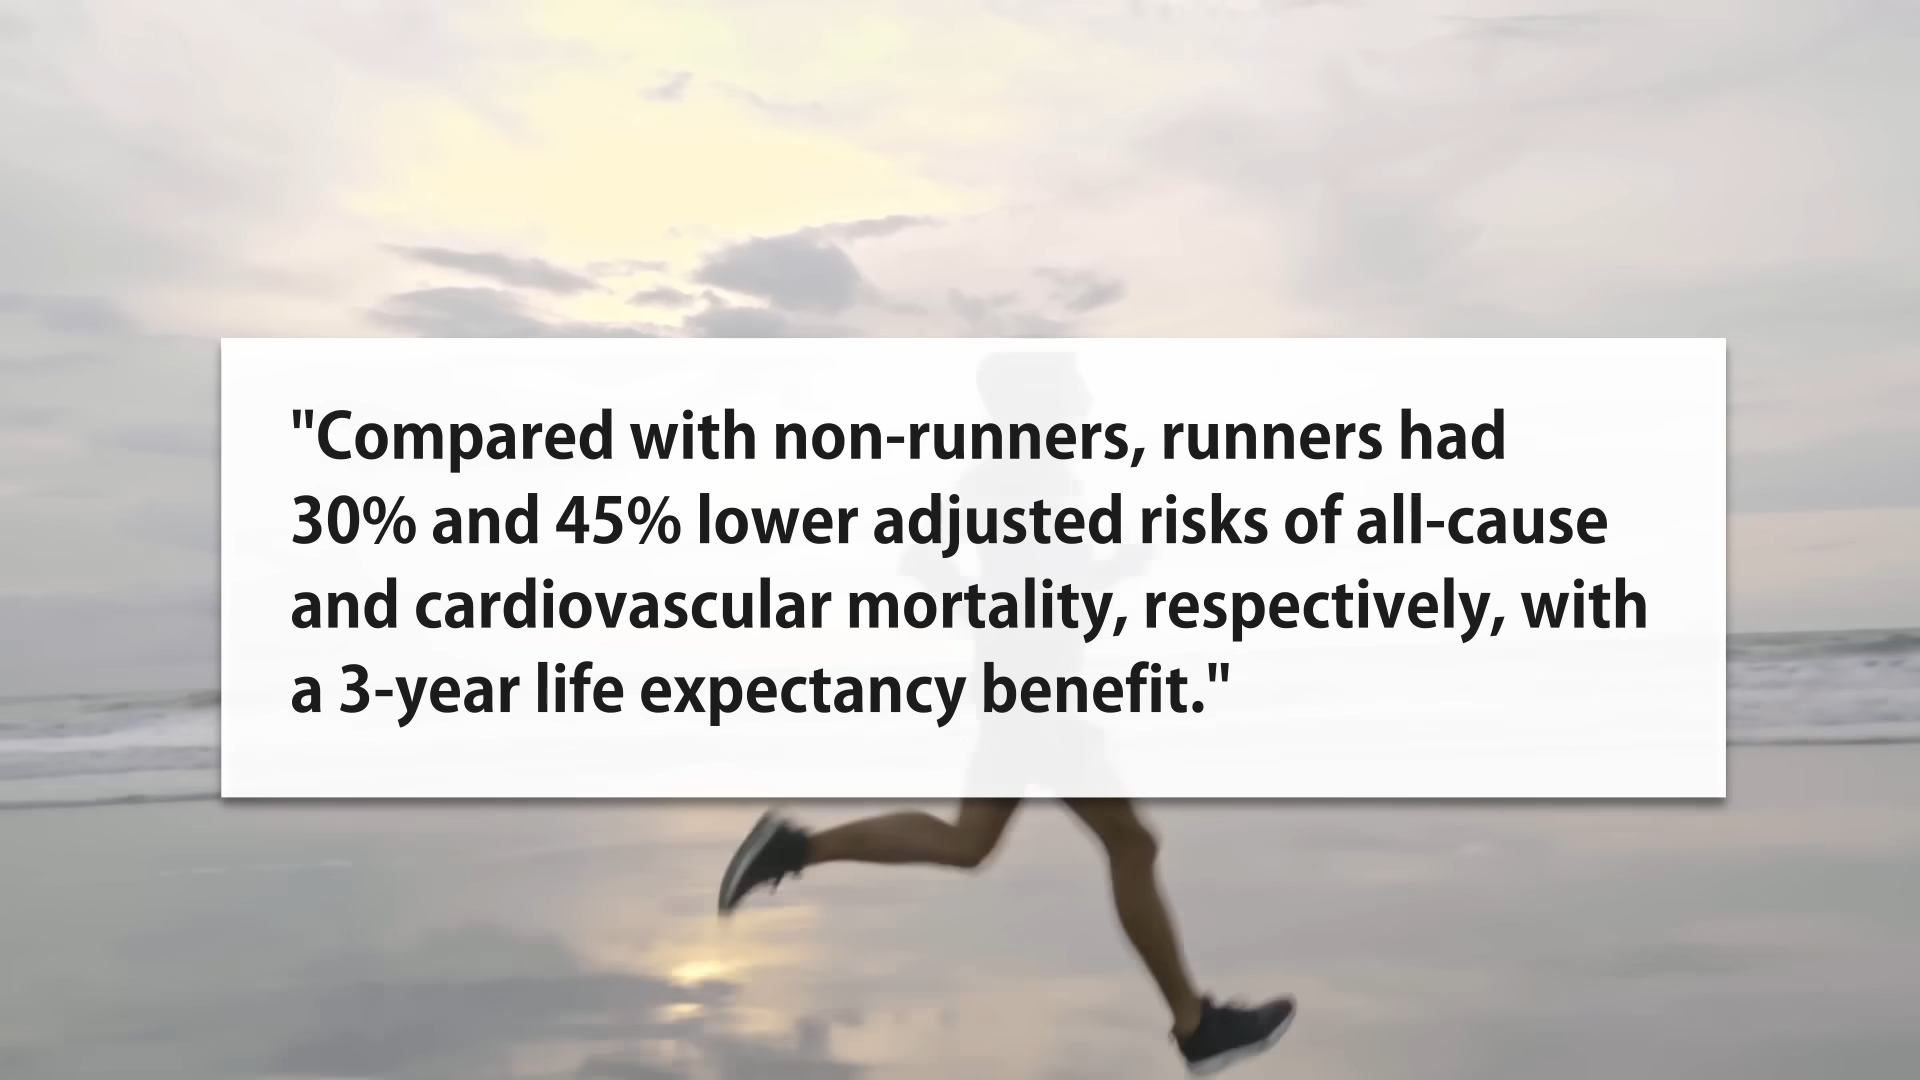 "Compared with non-runners, runners had
30% and 45% lower adjusted risks of all-cause
and cardiovascular mortality, respectively, with
a 3-year life expectancy benefit."